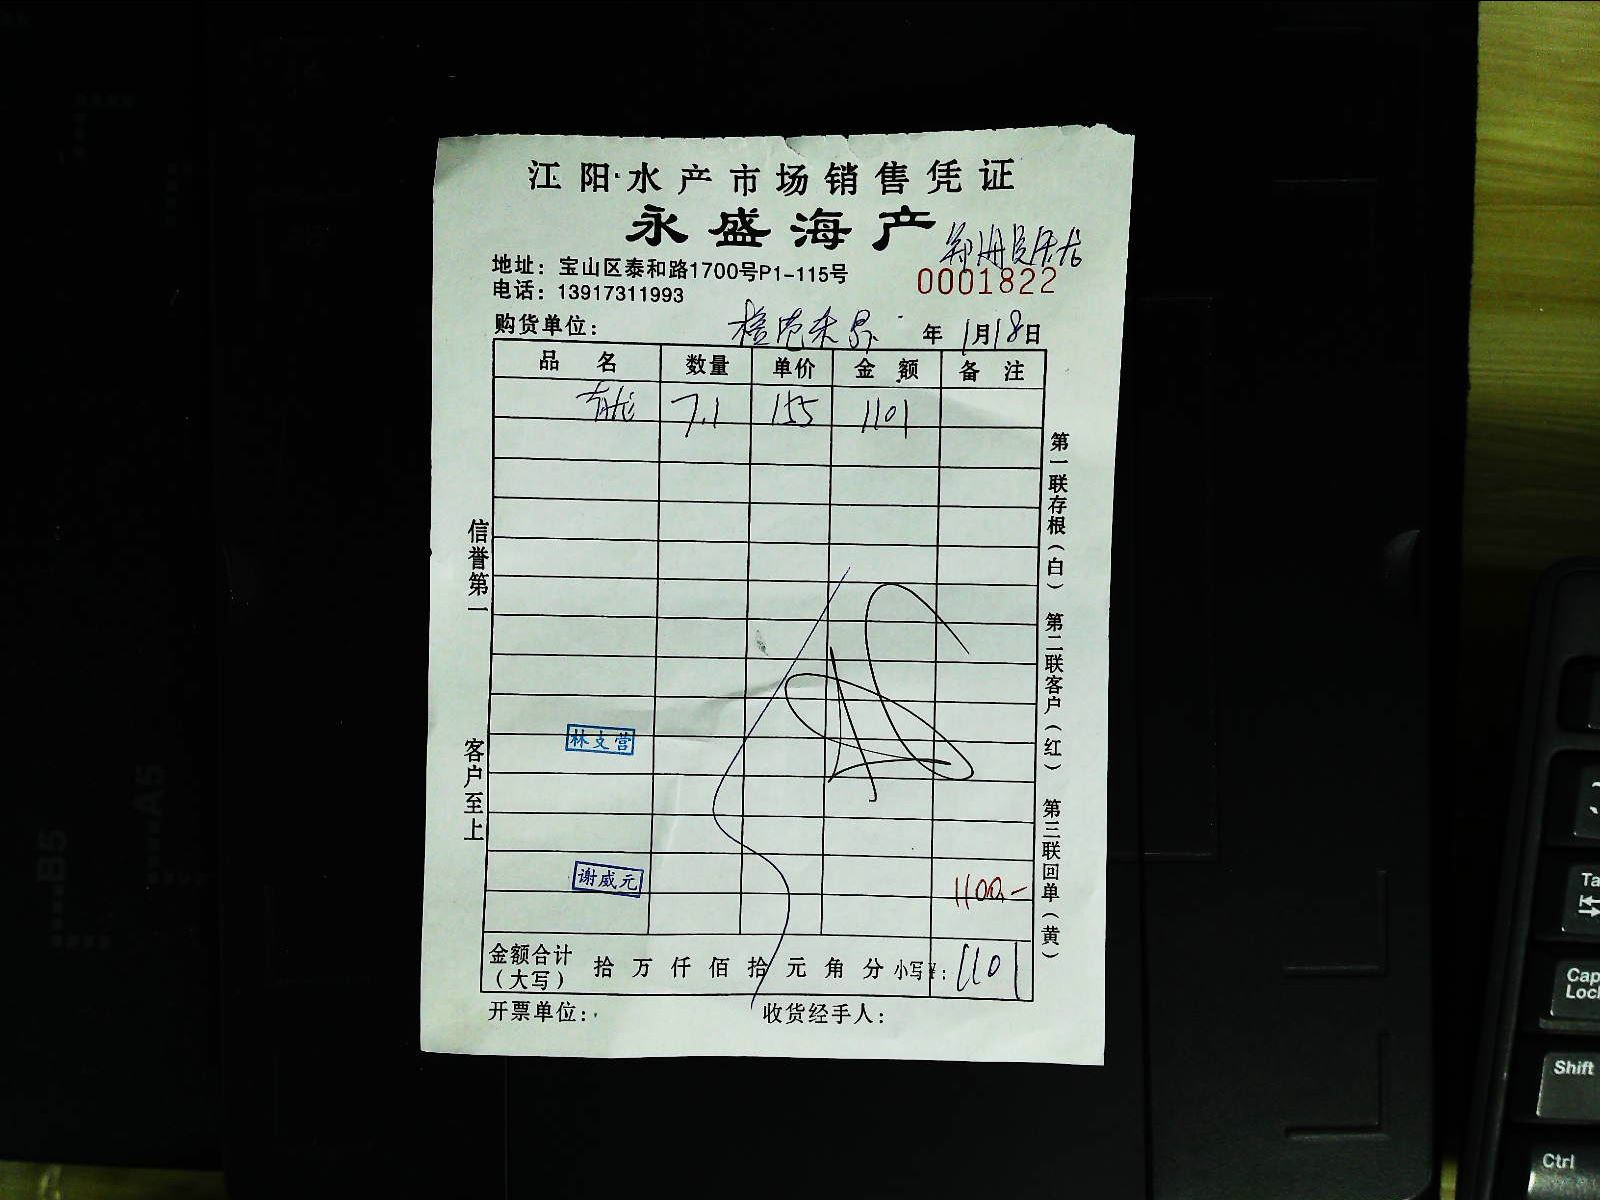 江阳水产市场销售凭证
永盛海产
地址：宝山区泰和路1700号P1-115号
0001822
电话：13917311993
购货单位： 年 1月18日
品名 数量 单价 金额 备注
7.1 155 1101
信誉第一 客户至上
第一联存根（白） 第二联客户（红） 第三联回单（黄）
林支营
谢威元
1100-
金额合计（大写） 拾 万 仟 佰 拾 元 角 分 小写¥：1101
开票单位： 收货经手人：
B5
A5
Caps Lock
Shift
Ctrl